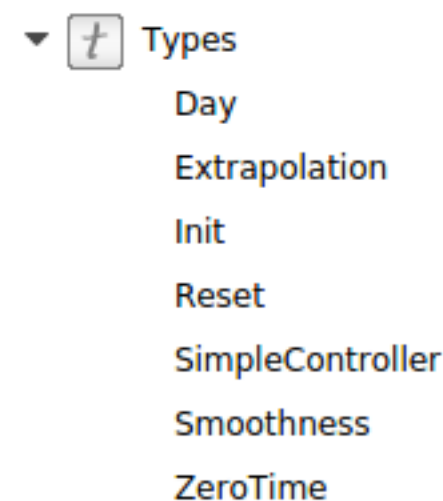 t Types
Day
Extrapolation
Init
Reset
SimpleController
Smoothness
ZeroTime